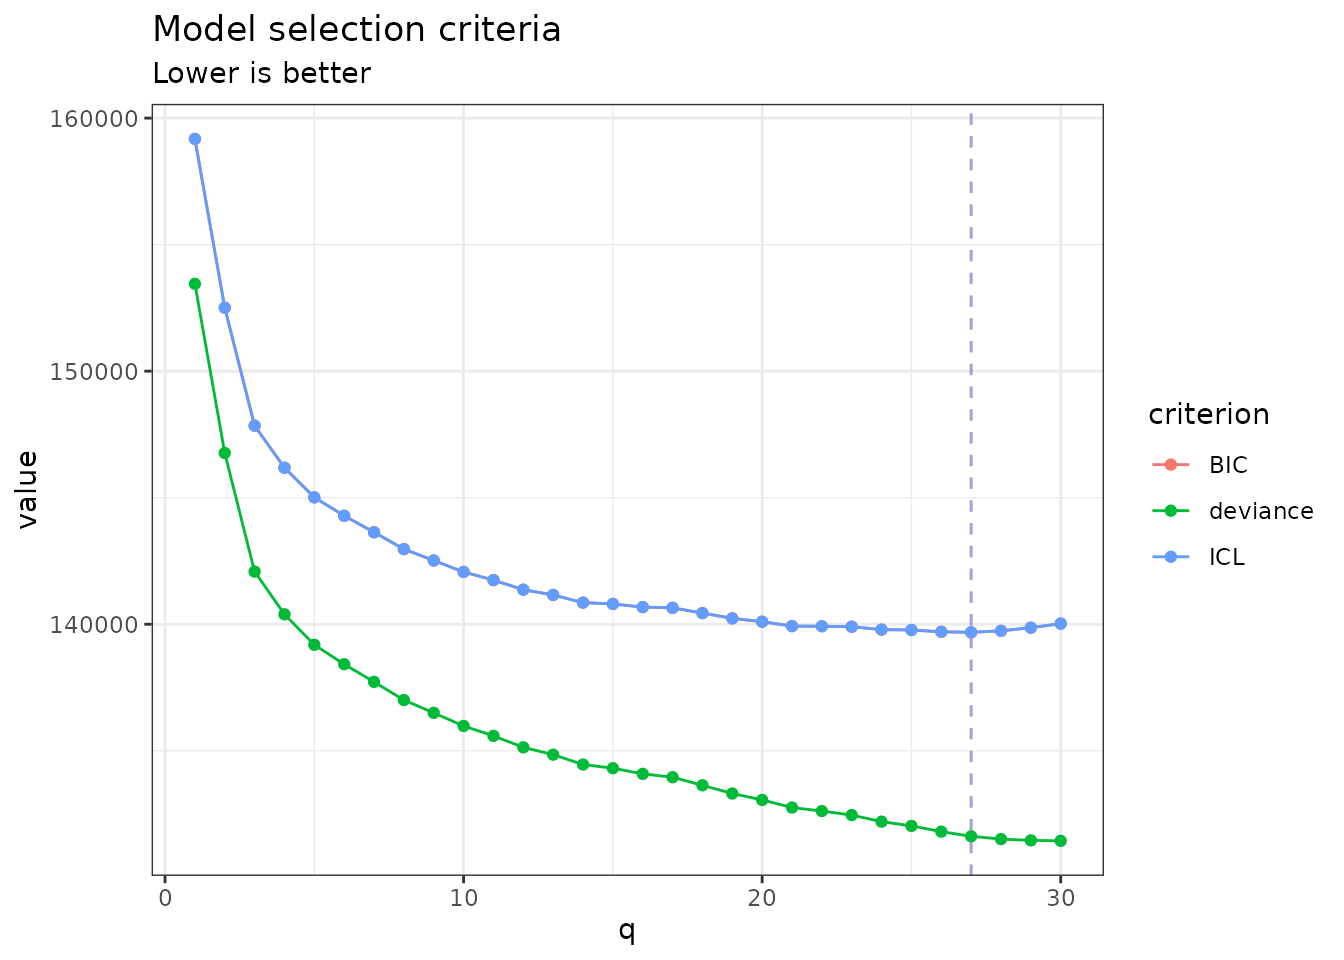 Model selection criteria
Lower is better
160000
150000
140000
value
0
10
20
30
q
criterion
BIC
deviance
ICL